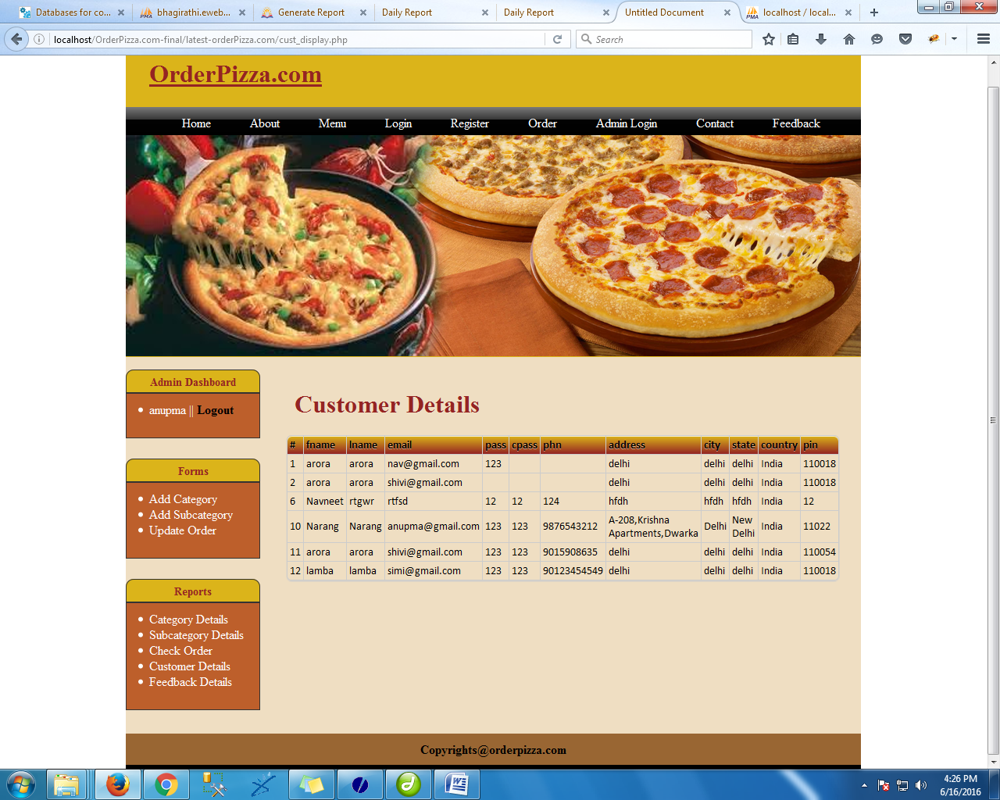 Databases for co...
bhagirathi.eweb...
Generate Report
Daily Report
Daily Report
Untitled Document
localhost / local...
localhost/OrderPizza.com-final/latest-orderPizza.com/cust_display.php
Search
OrderPizza.com
Home About Menu Login Register Order Admin Login Contact Feedback
Admin Dashboard
anupma || Logout
Forms
Add Category
Add Subcategory
Update Order
Reports
Category Details
Subcategory Details
Check Order
Customer Details
Feedback Details
Customer Details
# fname lname email pass cpass phn address city state country pin
1 arora arora nav@gmail.com 123 delhi delhi delhi India 110018
2 arora arora shivi@gmail.com delhi delhi delhi India 110018
6 Navneet rtgwr rtfsd 12 12 124 hfdh hfdh hfdh India 12
10 Narang Narang anupma@gmail.com 123 123 9876543212 A-208,Krishna Apartments,Dwarka Delhi New Delhi India 11022
11 arora arora shivi@gmail.com 123 123 9015908635 delhi delhi delhi India 110054
12 lamba lamba simi@gmail.com 123 123 90123454549 delhi delhi delhi India 110018
Copyrights@orderpizza.com
4:26 PM
6/16/2016